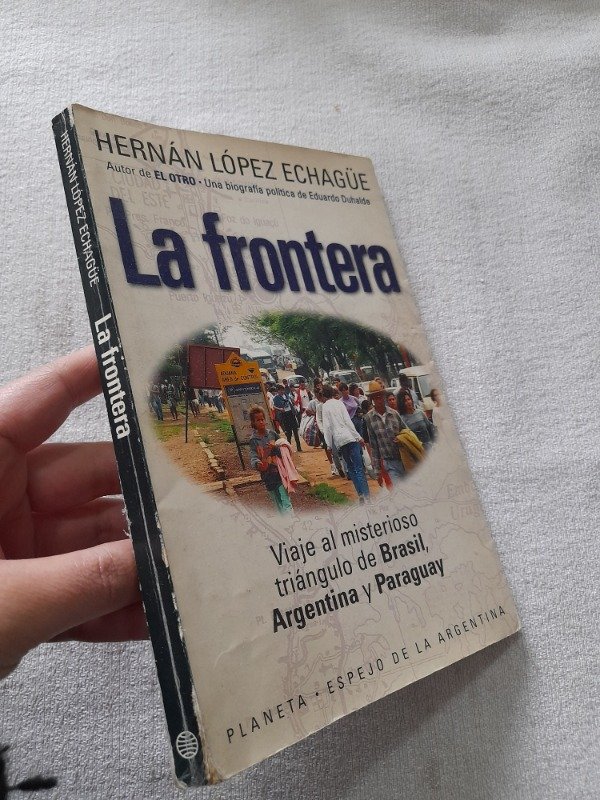 HERNÁN LÓPEZ ECHAGÜE
Autor de EL OTRO • Una biografía política de Eduardo Duhalde
La frontera
Viaje al misterioso
triángulo de Brasil,
Argentina y Paraguay
PLANETA • ESPEJO DE LA ARGENTINA
HERNÁN LÓPEZ ECHAGÜE
La frontera